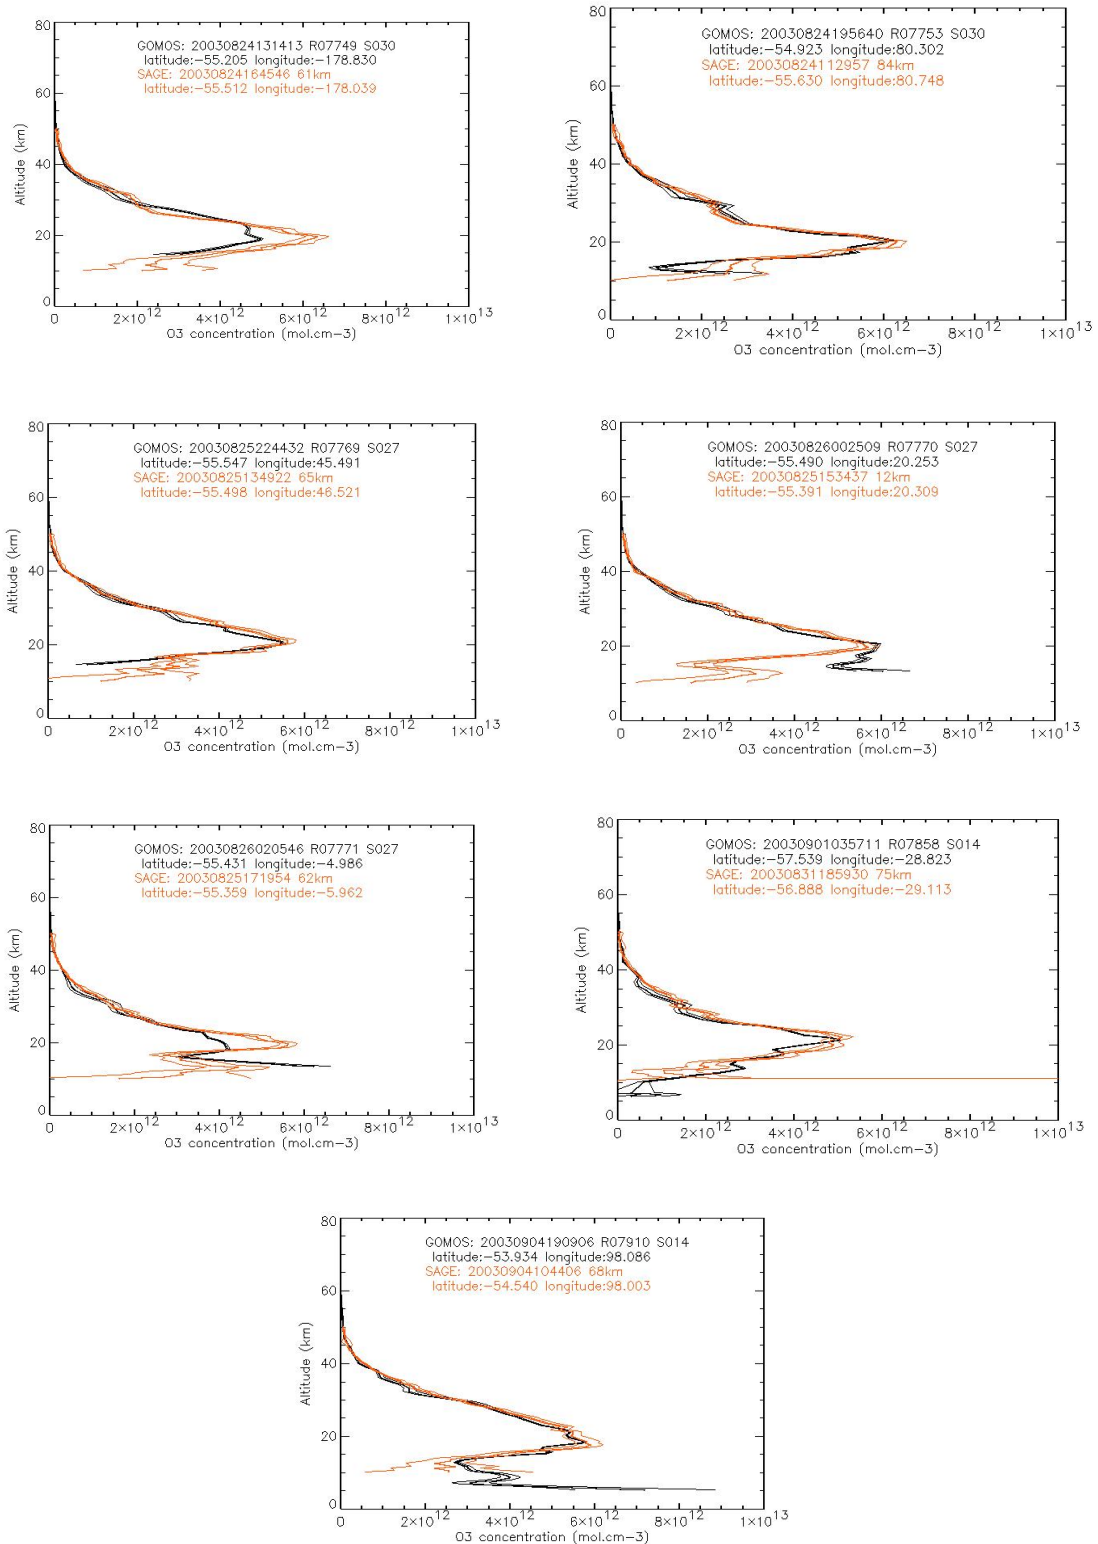 80
GOMOS: 20030824131413 R07749 S030
latitude:−55.205 longitude:−178.830
SAGE: 20030824164546 61km
latitude:−55.512 longitude:−178.039
60
Altitude (km)
40
20
0
0 2×10¹² 4×10¹² 6×10¹² 8×10¹² 1×10¹³
O3 concentration (mol.cm−3)
80
GOMOS: 20030824195640 R07753 S030
latitude:−54.923 longitude:80.302
SAGE: 20030824112957 84km
latitude:−55.630 longitude:80.748
60
Altitude (km)
40
20
0
0 2×10¹² 4×10¹² 6×10¹² 8×10¹² 1×10¹³
O3 concentration (mol.cm−3)
80
GOMOS: 20030825224432 R07769 S027
latitude:−55.547 longitude:45.491
SAGE: 20030825134922 65km
latitude:−55.498 longitude:46.521
60
Altitude (km)
40
20
0
0 2×10¹² 4×10¹² 6×10¹² 8×10¹² 1×10¹³
O3 concentration (mol.cm−3)
80
GOMOS: 20030826002509 R07770 S027
latitude:−55.490 longitude:20.253
SAGE: 20030825153437 12km
latitude:−55.391 longitude:20.309
60
Altitude (km)
40
20
0
0 2×10¹² 4×10¹² 6×10¹² 8×10¹² 1×10¹³
O3 concentration (mol.cm−3)
80
GOMOS: 20030826020546 R07771 S027
latitude:−55.431 longitude:−4.986
SAGE: 20030825171954 62km
latitude:−55.359 longitude:−5.962
60
Altitude (km)
40
20
0
0 2×10¹² 4×10¹² 6×10¹² 8×10¹² 1×10¹³
O3 concentration (mol.cm−3)
80
GOMOS: 20030901035711 R07858 S014
latitude:−57.539 longitude:−28.823
SAGE: 20030831185930 75km
latitude:−56.888 longitude:−29.113
60
Altitude (km)
40
20
0
0 2×10¹² 4×10¹² 6×10¹² 8×10¹² 1×10¹³
O3 concentration (mol.cm−3)
80
GOMOS: 20030904190906 R07910 S014
latitude:−53.934 longitude:98.086
SAGE: 20030904104406 68km
latitude:−54.540 longitude:98.003
60
Altitude (km)
40
20
0
0 2×10¹² 4×10¹² 6×10¹² 8×10¹² 1×10¹³
O3 concentration (mol.cm−3)